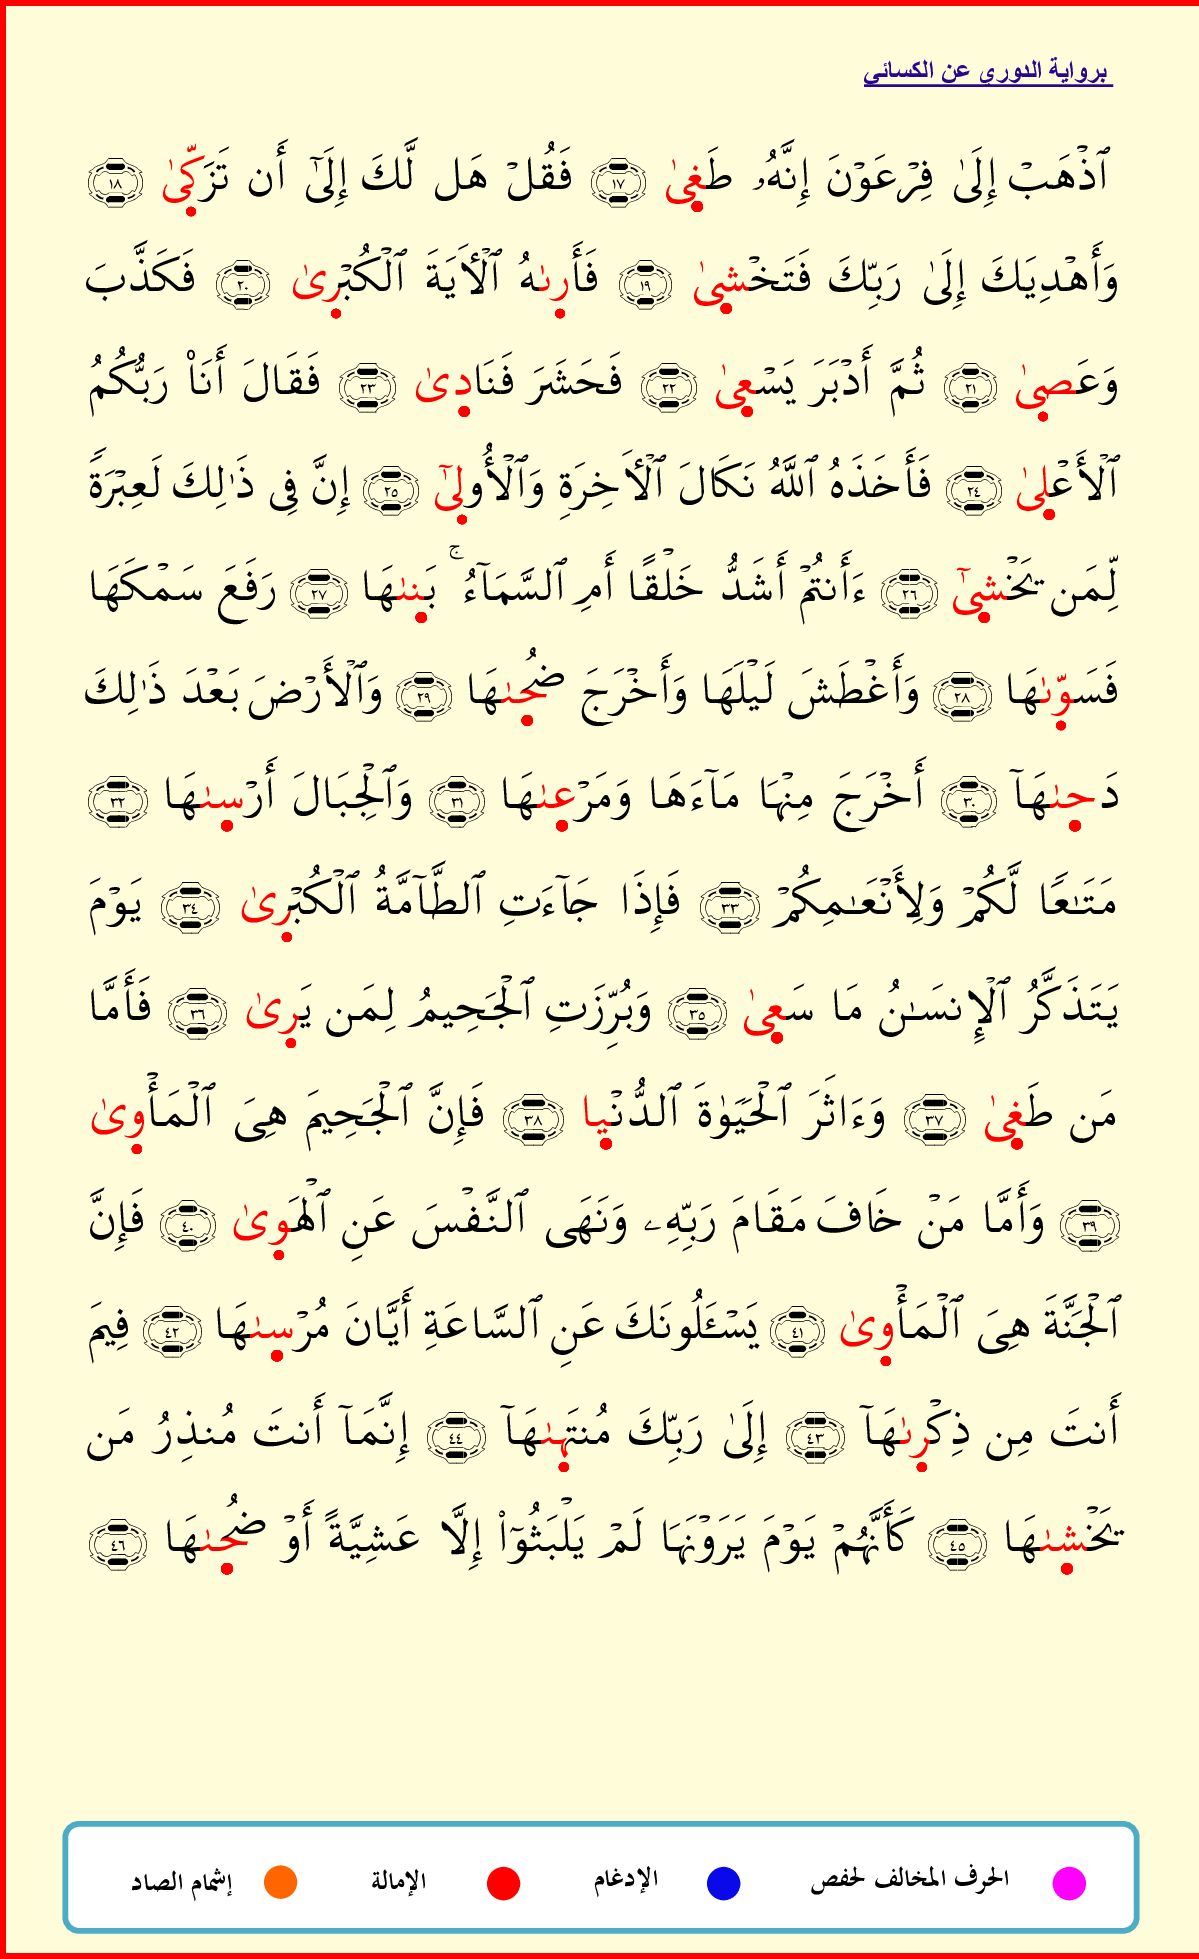 برواية الدوري عن الكسائي
ٱذْهَبْ إِلَىٰ فِرْعَوْنَ إِنَّهُۥ طَغِىٰ ١٧ فَقُلْ هَل لَّكَ إِلَىٰٓ أَن تَزَكِّىٰ ١٨
وَأَهْدِيَكَ إِلَىٰ رَبِّكَ فَتَخْشِىٰ ١٩ فَأَرِىٰهُ ٱلْأٓيَةَ ٱلْكُبْرِىٰ ٢٠ فَكَذَّبَ
وَعَصِىٰ ٢١ ثُمَّ أَدْبَرَ يَسْعِىٰ ٢٢ فَحَشَرَ فَنَادِىٰ ٢٣ فَقَالَ أَنَا۠ رَبُّكُمُ
ٱلْأَعْلِىٰ ٢٤ فَأَخَذَهُ ٱللَّهُ نَكَالَ ٱلْأَخِرَةِ وَٱلْأُولِىٰٓ ٢٥ إِنَّ فِى ذَٰلِكَ لَعِبْرَةً
لِّمَن يَخْشِىٰٓ ٢٦ ءَأَنتُمْ أَشَدُّ خَلْقًا أَمِ ٱلسَّمَآءُ ۚ بَنِىٰهَا ٢٧ رَفَعَ سَمْكَهَا
فَسَوِّىٰهَا ٢٨ وَأَغْطَشَ لَيْلَهَا وَأَخْرَجَ ضُحِىٰهَا ٢٩ وَٱلْأَرْضَ بَعْدَ ذَٰلِكَ
دَحِىٰهَآ ٣٠ أَخْرَجَ مِنْهَا مَآءَهَا وَمَرْعِىٰهَا ٣١ وَٱلْجِبَالَ أَرْسِىٰهَا ٣٢
مَتَـٰعًا لَّكُمْ وَلِأَنْعَـٰمِكُمْ ٣٣ فَإِذَا جَآءَتِ ٱلطَّآمَّةُ ٱلْكُبْرِىٰ ٣٤ يَوْمَ
يَتَذَكَّرُ ٱلْإِنسَـٰنُ مَا سَعِىٰ ٣٥ وَبُرِّزَتِ ٱلْجَحِيمُ لِمَن يَرِىٰ ٣٦ فَأَمَّا
مَن طَغِىٰ ٣٧ وَءَاثَرَ ٱلْحَيَوٰةَ ٱلدُّنْيِا ٣٨ فَإِنَّ ٱلْجَحِيمَ هِىَ ٱلْمَأْوِىٰ
٣٩ وَأَمَّا مَنْ خَافَ مَقَامَ رَبِّهِۦ وَنَهَى ٱلنَّفْسَ عَنِ ٱلْهَوِىٰ ٤٠ فَإِنَّ
ٱلْجَنَّةَ هِىَ ٱلْمَأْوِىٰ ٤١ يَسْـَٔلُونَكَ عَنِ ٱلسَّاعَةِ أَيَّانَ مُرْسِىٰهَا ٤٢ فِيمَ
أَنتَ مِن ذِكْرِىٰهَآ ٤٣ إِلَىٰ رَبِّكَ مُنتَهِىٰهَآ ٤٤ إِنَّمَآ أَنتَ مُنذِرُ مَن
يَخْشِىٰهَا ٤٥ كَأَنَّهُمْ يَوْمَ يَرَوْنَهَا لَمْ يَلْبَثُوٓا۟ إِلَّا عَشِيَّةً أَوْ ضُحِىٰهَا ٤٦
الحرف المخالف لحفص الإدغام الإمالة إشمام الصاد